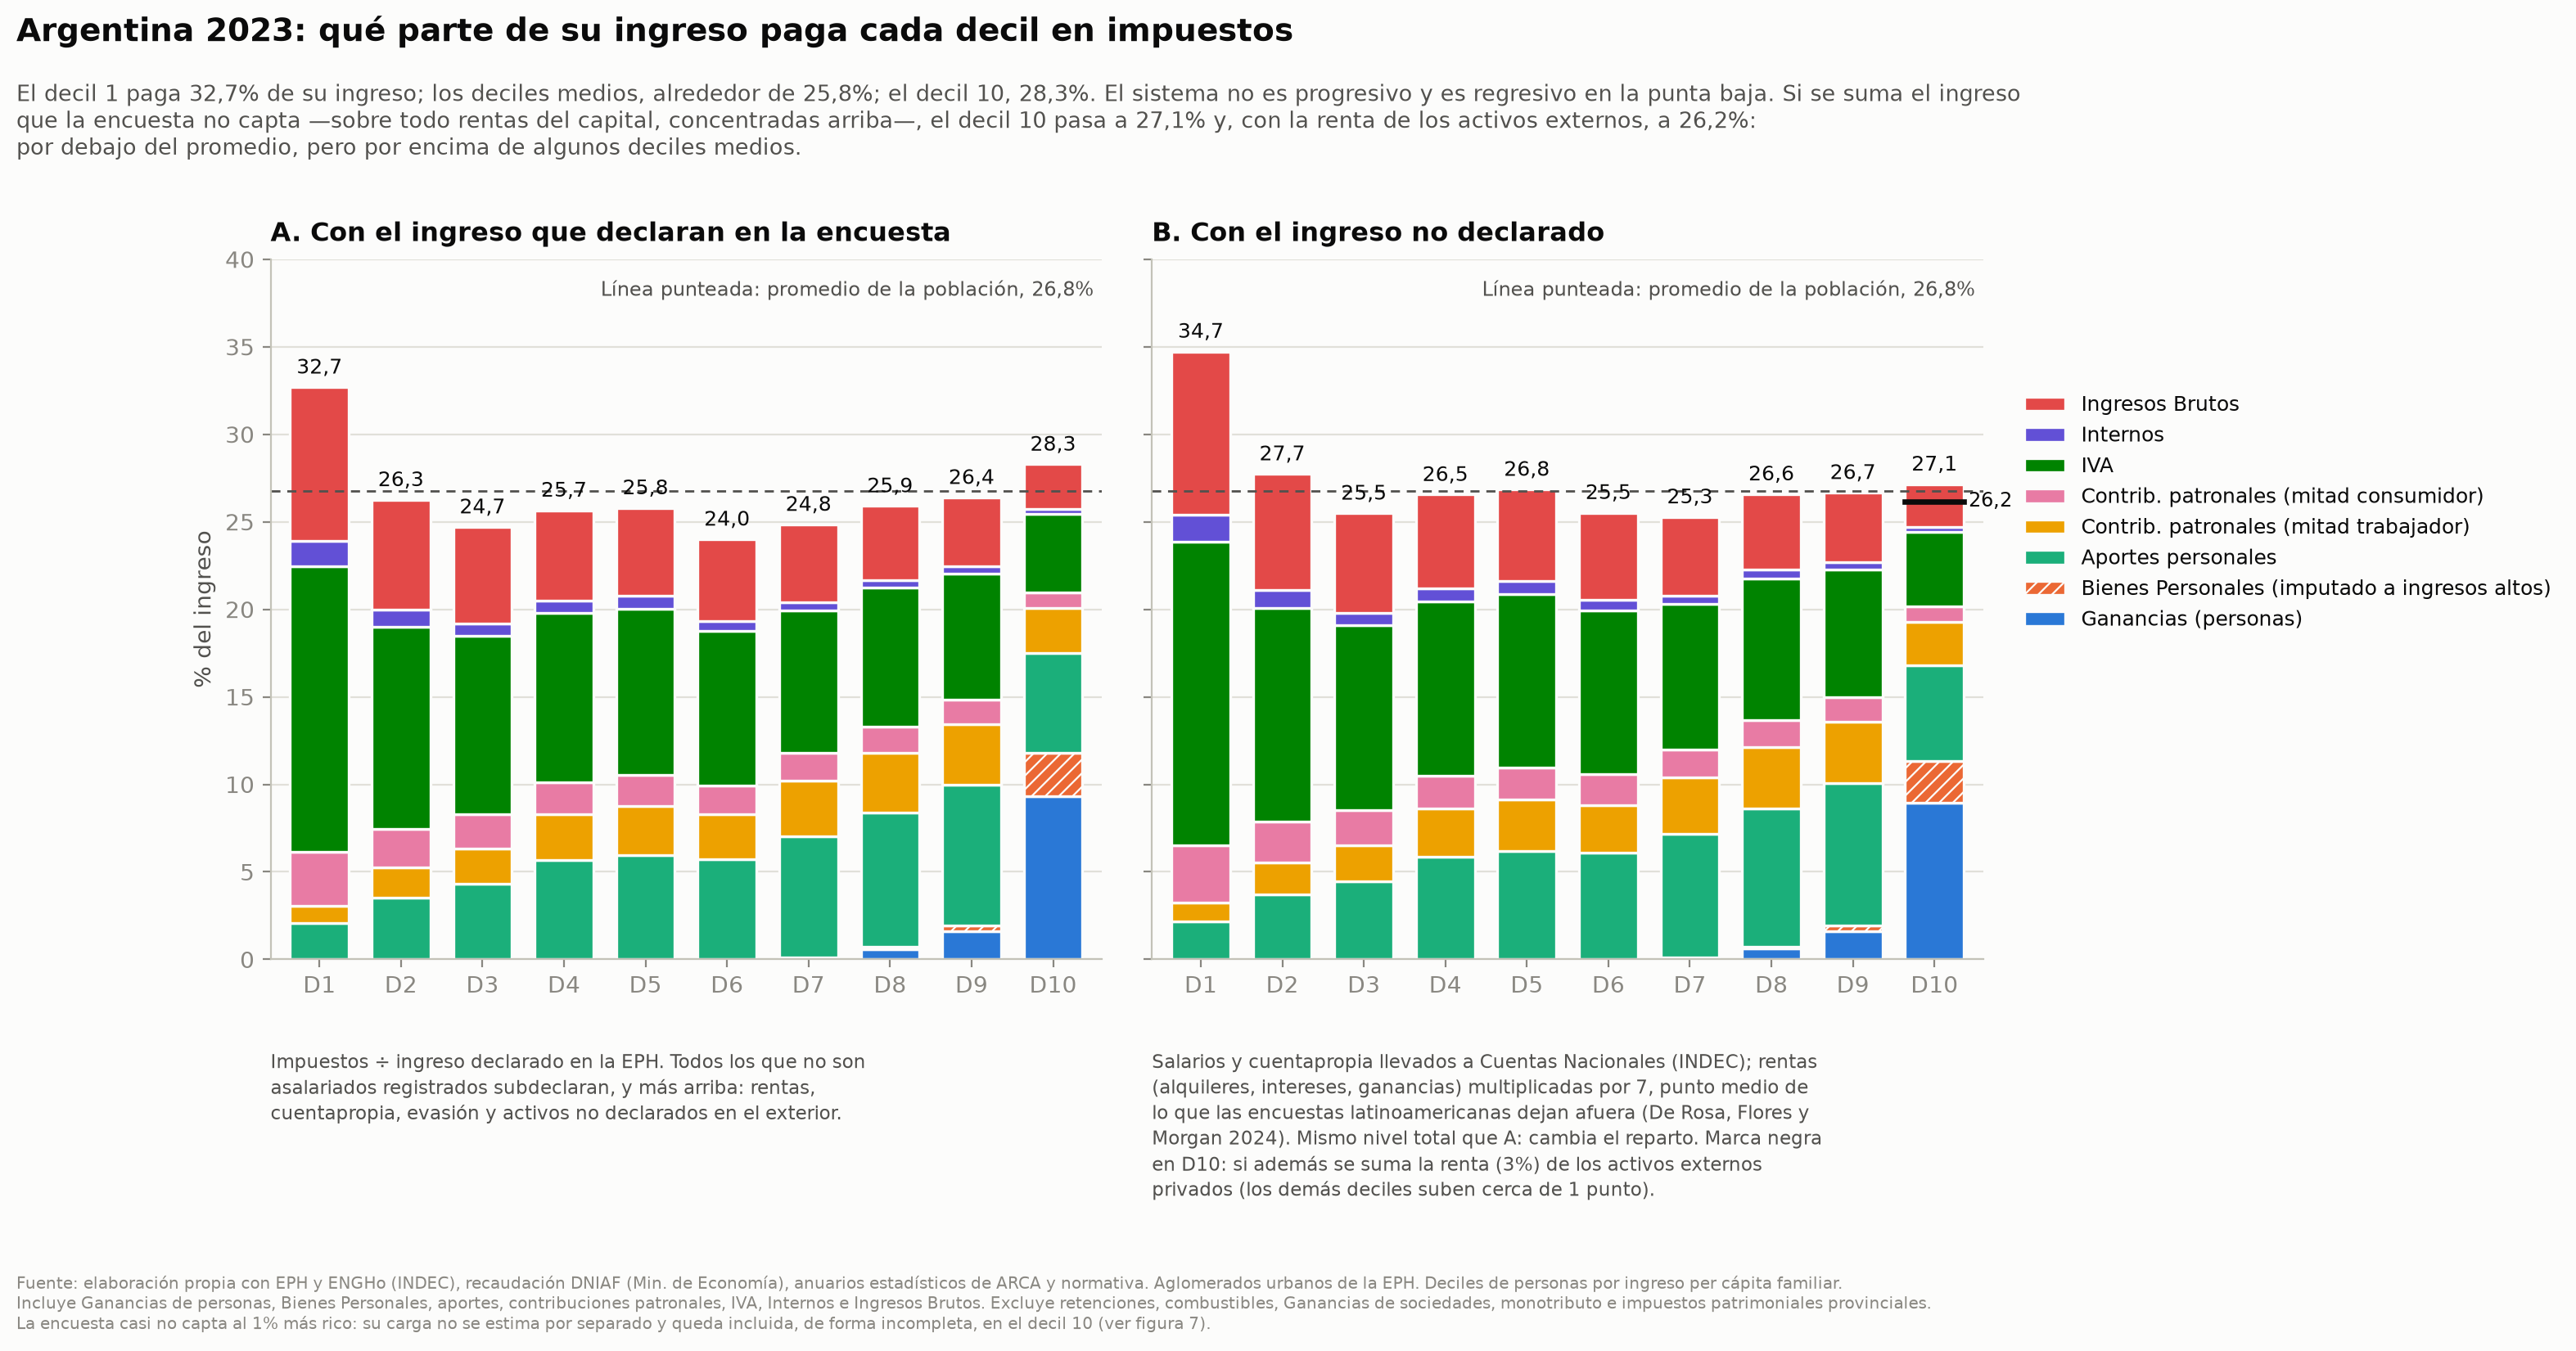 Argentina 2023: qué parte de su ingreso paga cada decil en impuestos
El decil 1 paga 32,7% de su ingreso; los deciles medios, alrededor de 25,8%; el decil 10, 28,3%. El sistema no es progresivo y es regresivo en la punta baja. Si se suma el ingreso
que la encuesta no capta —sobre todo rentas del capital, concentradas arriba—, el decil 10 pasa a 27,1% y, con la renta de los activos externos, a 26,2%:
por debajo del promedio, pero por encima de algunos deciles medios.
A. Con el ingreso que declaran en la encuesta
Línea punteada: promedio de la población, 26,8%
% del ingreso
40
35
30
25
20
15
10
5
0
32,7
26,3
24,7
25,7
25,8
24,0
24,8
25,9
26,4
28,3
D1 D2 D3 D4 D5 D6 D7 D8 D9 D10
Impuestos ÷ ingreso declarado en la EPH. Todos los que no son
asalariados registrados subdeclaran, y más arriba: rentas,
cuentapropia, evasión y activos no declarados en el exterior.
B. Con el ingreso no declarado
Línea punteada: promedio de la población, 26,8%
34,7
27,7
25,5
26,5
26,8
25,5
25,3
26,6
26,7
27,1
26,2
D1 D2 D3 D4 D5 D6 D7 D8 D9 D10
Salarios y cuentapropia llevados a Cuentas Nacionales (INDEC); rentas
(alquileres, intereses, ganancias) multiplicadas por 7, punto medio de
lo que las encuestas latinoamericanas dejan afuera (De Rosa, Flores y
Morgan 2024). Mismo nivel total que A: cambia el reparto. Marca negra
en D10: si además se suma la renta (3%) de los activos externos
privados (los demás deciles suben cerca de 1 punto).
Ingresos Brutos
Internos
IVA
Contrib. patronales (mitad consumidor)
Contrib. patronales (mitad trabajador)
Aportes personales
Bienes Personales (imputado a ingresos altos)
Ganancias (personas)
Fuente: elaboración propia con EPH y ENGHo (INDEC), recaudación DNIAF (Min. de Economía), anuarios estadísticos de ARCA y normativa. Aglomerados urbanos de la EPH. Deciles de personas por ingreso per cápita familiar.
Incluye Ganancias de personas, Bienes Personales, aportes, contribuciones patronales, IVA, Internos e Ingresos Brutos. Excluye retenciones, combustibles, Ganancias de sociedades, monotributo e impuestos patrimoniales provinciales.
La encuesta casi no capta al 1% más rico: su carga no se estima por separado y queda incluida, de forma incompleta, en el decil 10 (ver figura 7).